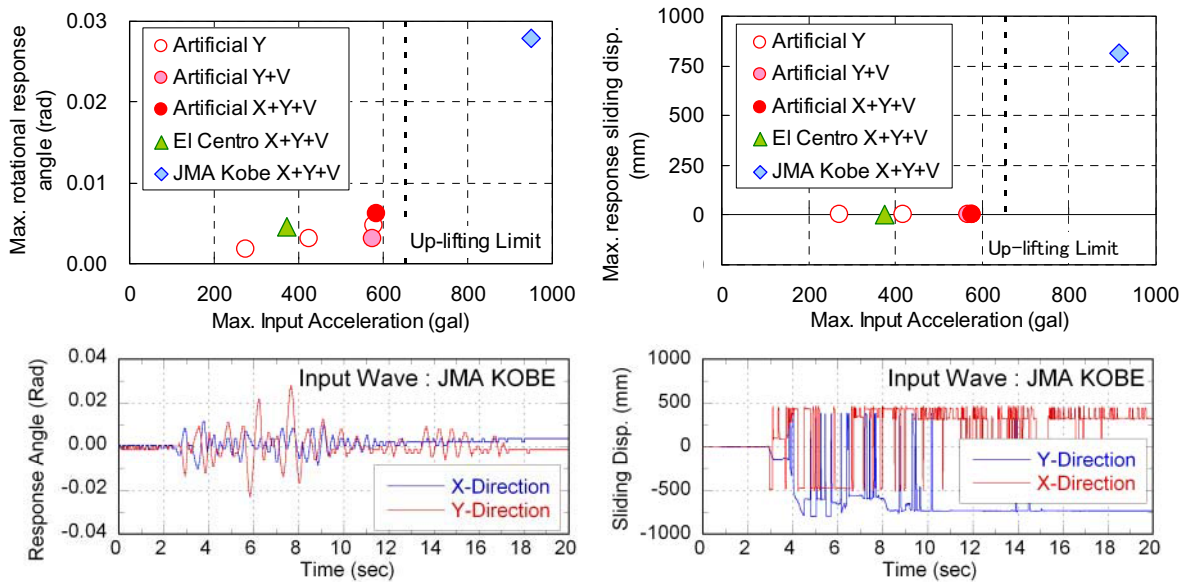 Max. rotational response
angle (rad)
0.03
0.02
0.01
0.00
Artificial Y
Artificial Y+V
Artificial X+Y+V
El Centro X+Y+V
JMA Kobe X+Y+V
Up-lifting Limit
0 200 400 600 800 1000
Max. Input Acceleration (gal)
Max. response sliding disp.
(mm)
1000
750
500
250
0
Artificial Y
Artificial Y+V
Artificial X+Y+V
El Centro X+Y+V
JMA Kobe X+Y+V
Up-lifting Limit
0 200 400 600 800 1000
Max. Input Acceleration (gal)
Response Angle (Rad)
0.04
0.02
0.00
-0.02
-0.04
Input Wave : JMA KOBE
X-Direction
Y-Direction
0 2 4 6 8 10 12 14 16 18 20
Time (sec)
Sliding Disp. (mm)
1000
500
0
-500
-1000
Input Wave : JMA KOBE
Y-Direction
X-Direction
0 2 4 6 8 10 12 14 16 18 20
Time (sec)